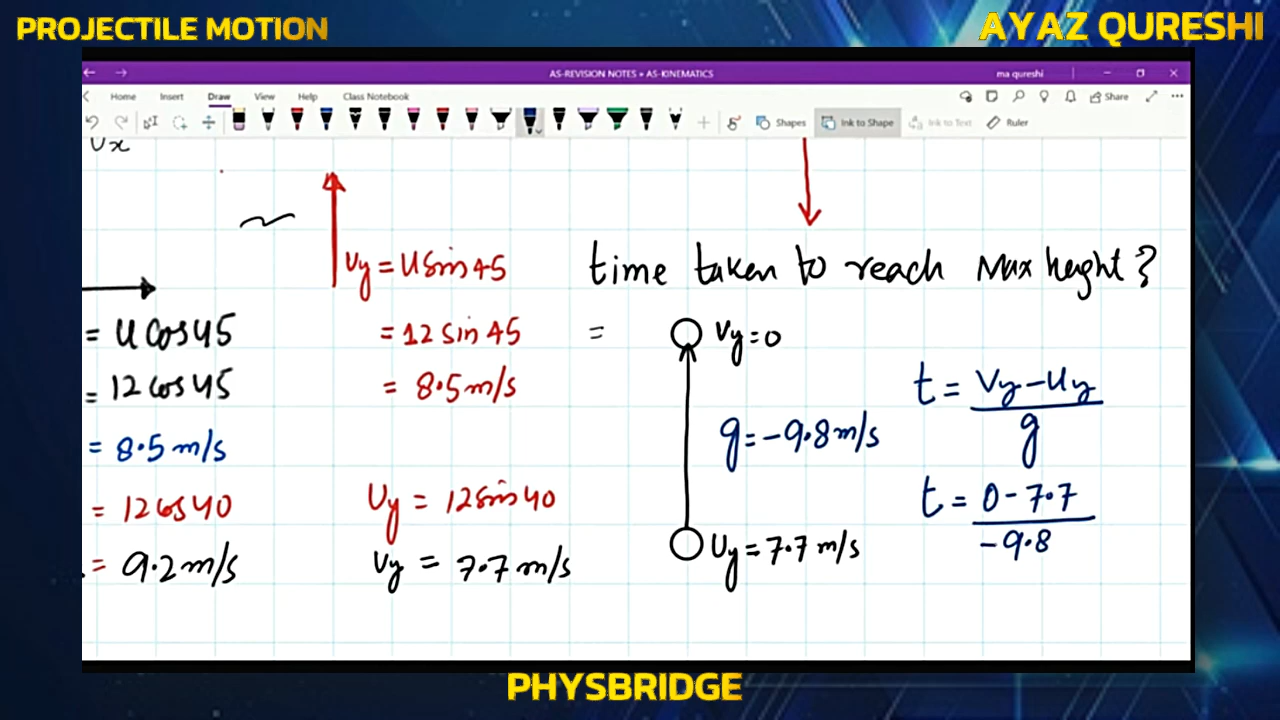 PROJECTILE MOTION
AYAZ QURESHI
AS-REVISION NOTES » AS-KINEMATICS
ma qureshi
Home Insert Draw View Help Class Notebook
Share
Shapes Ink to Shape Ink to Text Ruler
Ux
Uy = U Sin 45
= 12 sin 45
= 8.5 m/s
Uy = 12 sin 40
Uy = 7.7 m/s
= U Cos 45
= 12 cos 45
= 8.5 m/s
= 12 cos 40
= 9.2 m/s
time taken to reach Max height?
=
Vy = 0
g = -9.8 m/s
Uy = 7.7 m/s
t = Vy - Uy
g
t = 0 - 7.7
-9.8
PHYSBRIDGE